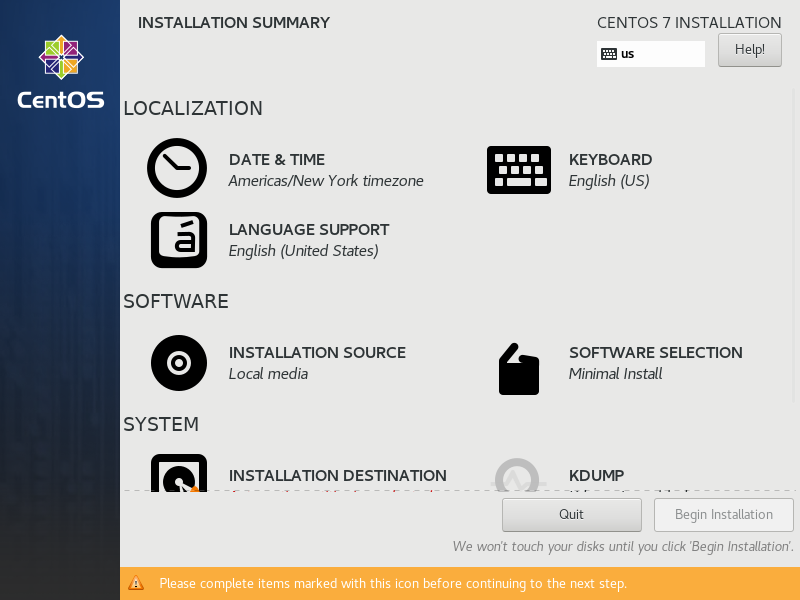 INSTALLATION SUMMARY
CENTOS 7 INSTALLATION
us
Help!
CentOS
LOCALIZATION
DATE & TIME
Americas/New York timezone
KEYBOARD
English (US)
á
LANGUAGE SUPPORT
English (United States)
SOFTWARE
INSTALLATION SOURCE
Local media
SOFTWARE SELECTION
Minimal Install
SYSTEM
INSTALLATION DESTINATION
KDUMP
Quit
Begin Installation
We won't touch your disks until you click 'Begin Installation'.
Please complete items marked with this icon before continuing to the next step.